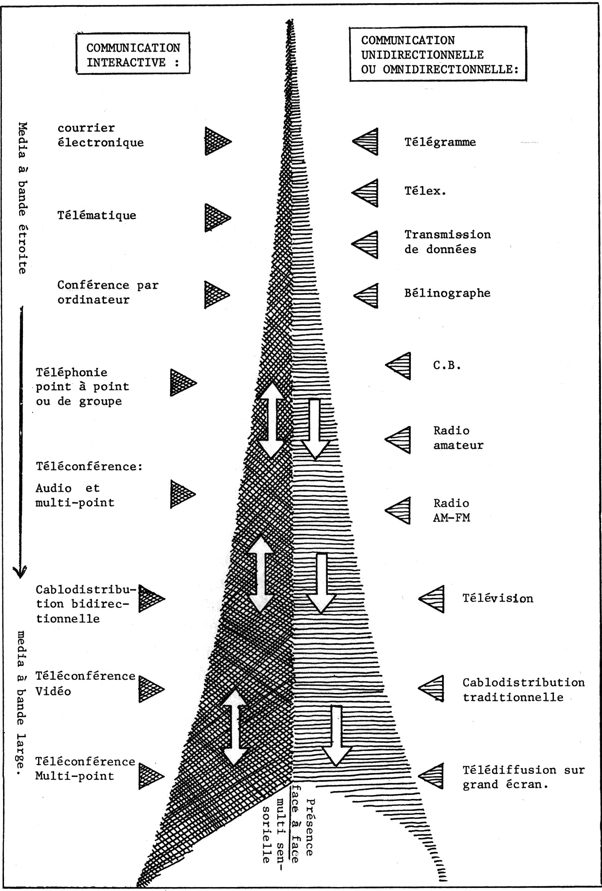 COMMUNICATION
INTERACTIVE :
COMMUNICATION
UNIDIRECTIONNELLE
OU OMNIDIRECTIONNELLE:
Media à bande étroite
media à bande large.
courrier
électronique
Télématique
Conférence par
ordinateur
Téléphonie
point à point
ou de groupe
Téléconférence:
Audio et
multi-point
Cablodistribu-
tion bidirec-
tionnelle
Téléconférence
Vidéo
Téléconférence
Multi-point
Télégramme
Télex.
Transmission
de données
Bélinographe
C.B.
Radio
amateur
Radio
AM-FM
Télévision
Cablodistribution
traditionnelle
Télédiffusion sur
grand écran.
Présence
face à face
multi sen-
sorielle